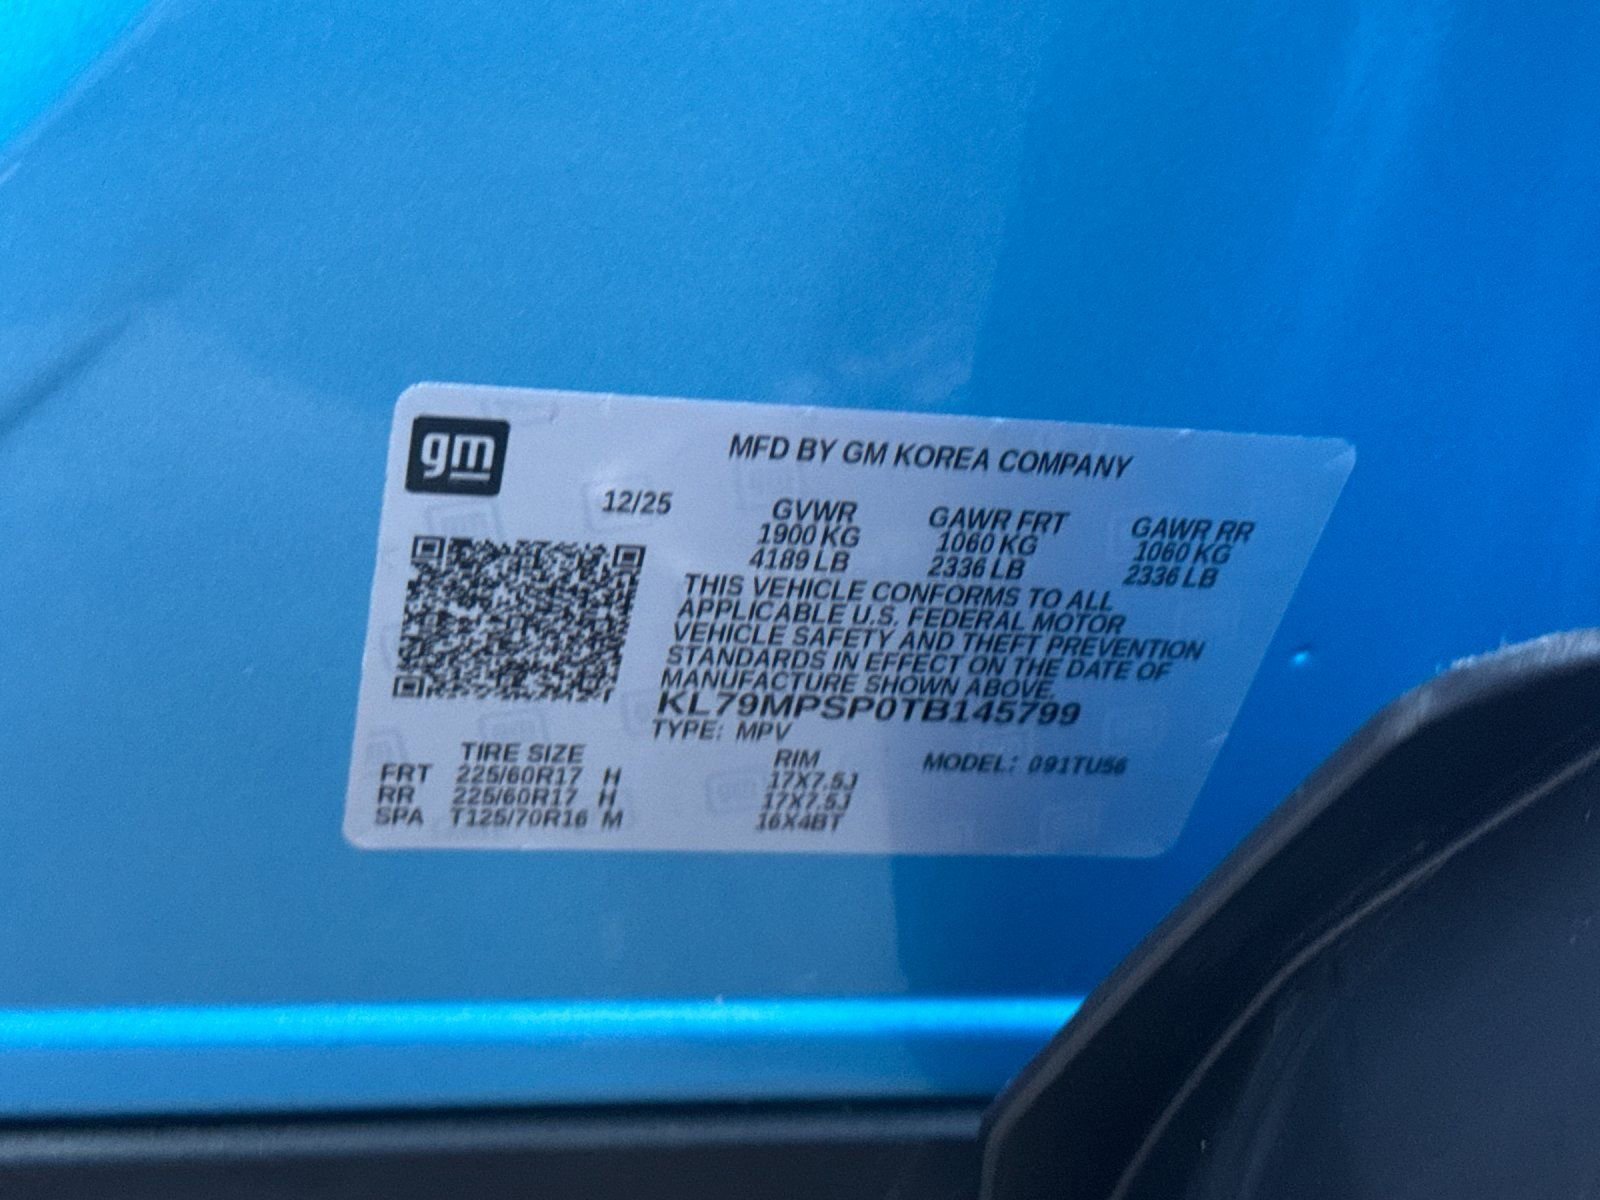 gm
MFD BY GM KOREA COMPANY
12/25 GVWR GAWR FRT GAWR RR
1900 KG 1060 KG 1060 KG
4189 LB 2336 LB 2336 LB
THIS VEHICLE CONFORMS TO ALL
APPLICABLE U.S. FEDERAL MOTOR
VEHICLE SAFETY AND THEFT PREVENTION
STANDARDS IN EFFECT ON THE DATE OF
MANUFACTURE SHOWN ABOVE.
KL79MPSP0TB145799
TYPE: MPV
TIRE SIZE RIM MODEL: 091TU56
FRT 225/60R17 H 17X7.5J
RR 225/60R17 H 17X7.5J
SPA T125/70R16 M 16X4BT